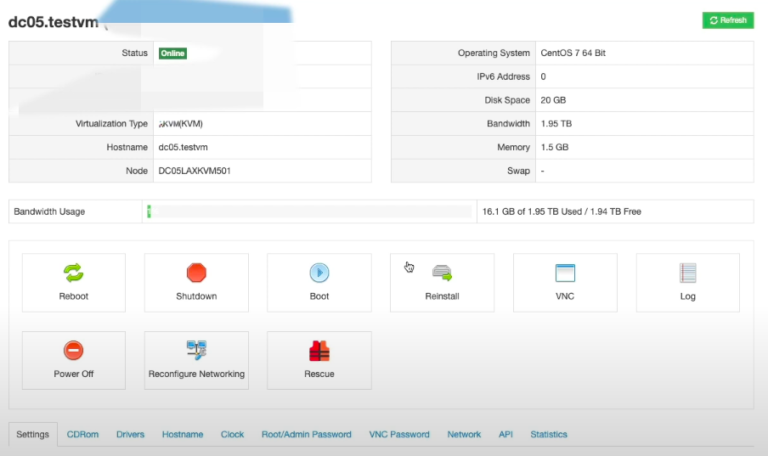 dc05.testvm
Refresh
Status Online
Operating System CentOS 7 64 Bit
IPv6 Address 0
Disk Space 20 GB
Virtualization Type (KVM)
Bandwidth 1.95 TB
Hostname dc05.testvm
Memory 1.5 GB
Node DC05LAXKVM501
Swap -
Bandwidth Usage 16.1 GB of 1.95 TB Used / 1.94 TB Free
Reboot Shutdown Boot Reinstall VNC Log
Power Off Reconfigure Networking Rescue
Settings CDRom Drivers Hostname Clock Root/Admin Password VNC Password Network API Statistics